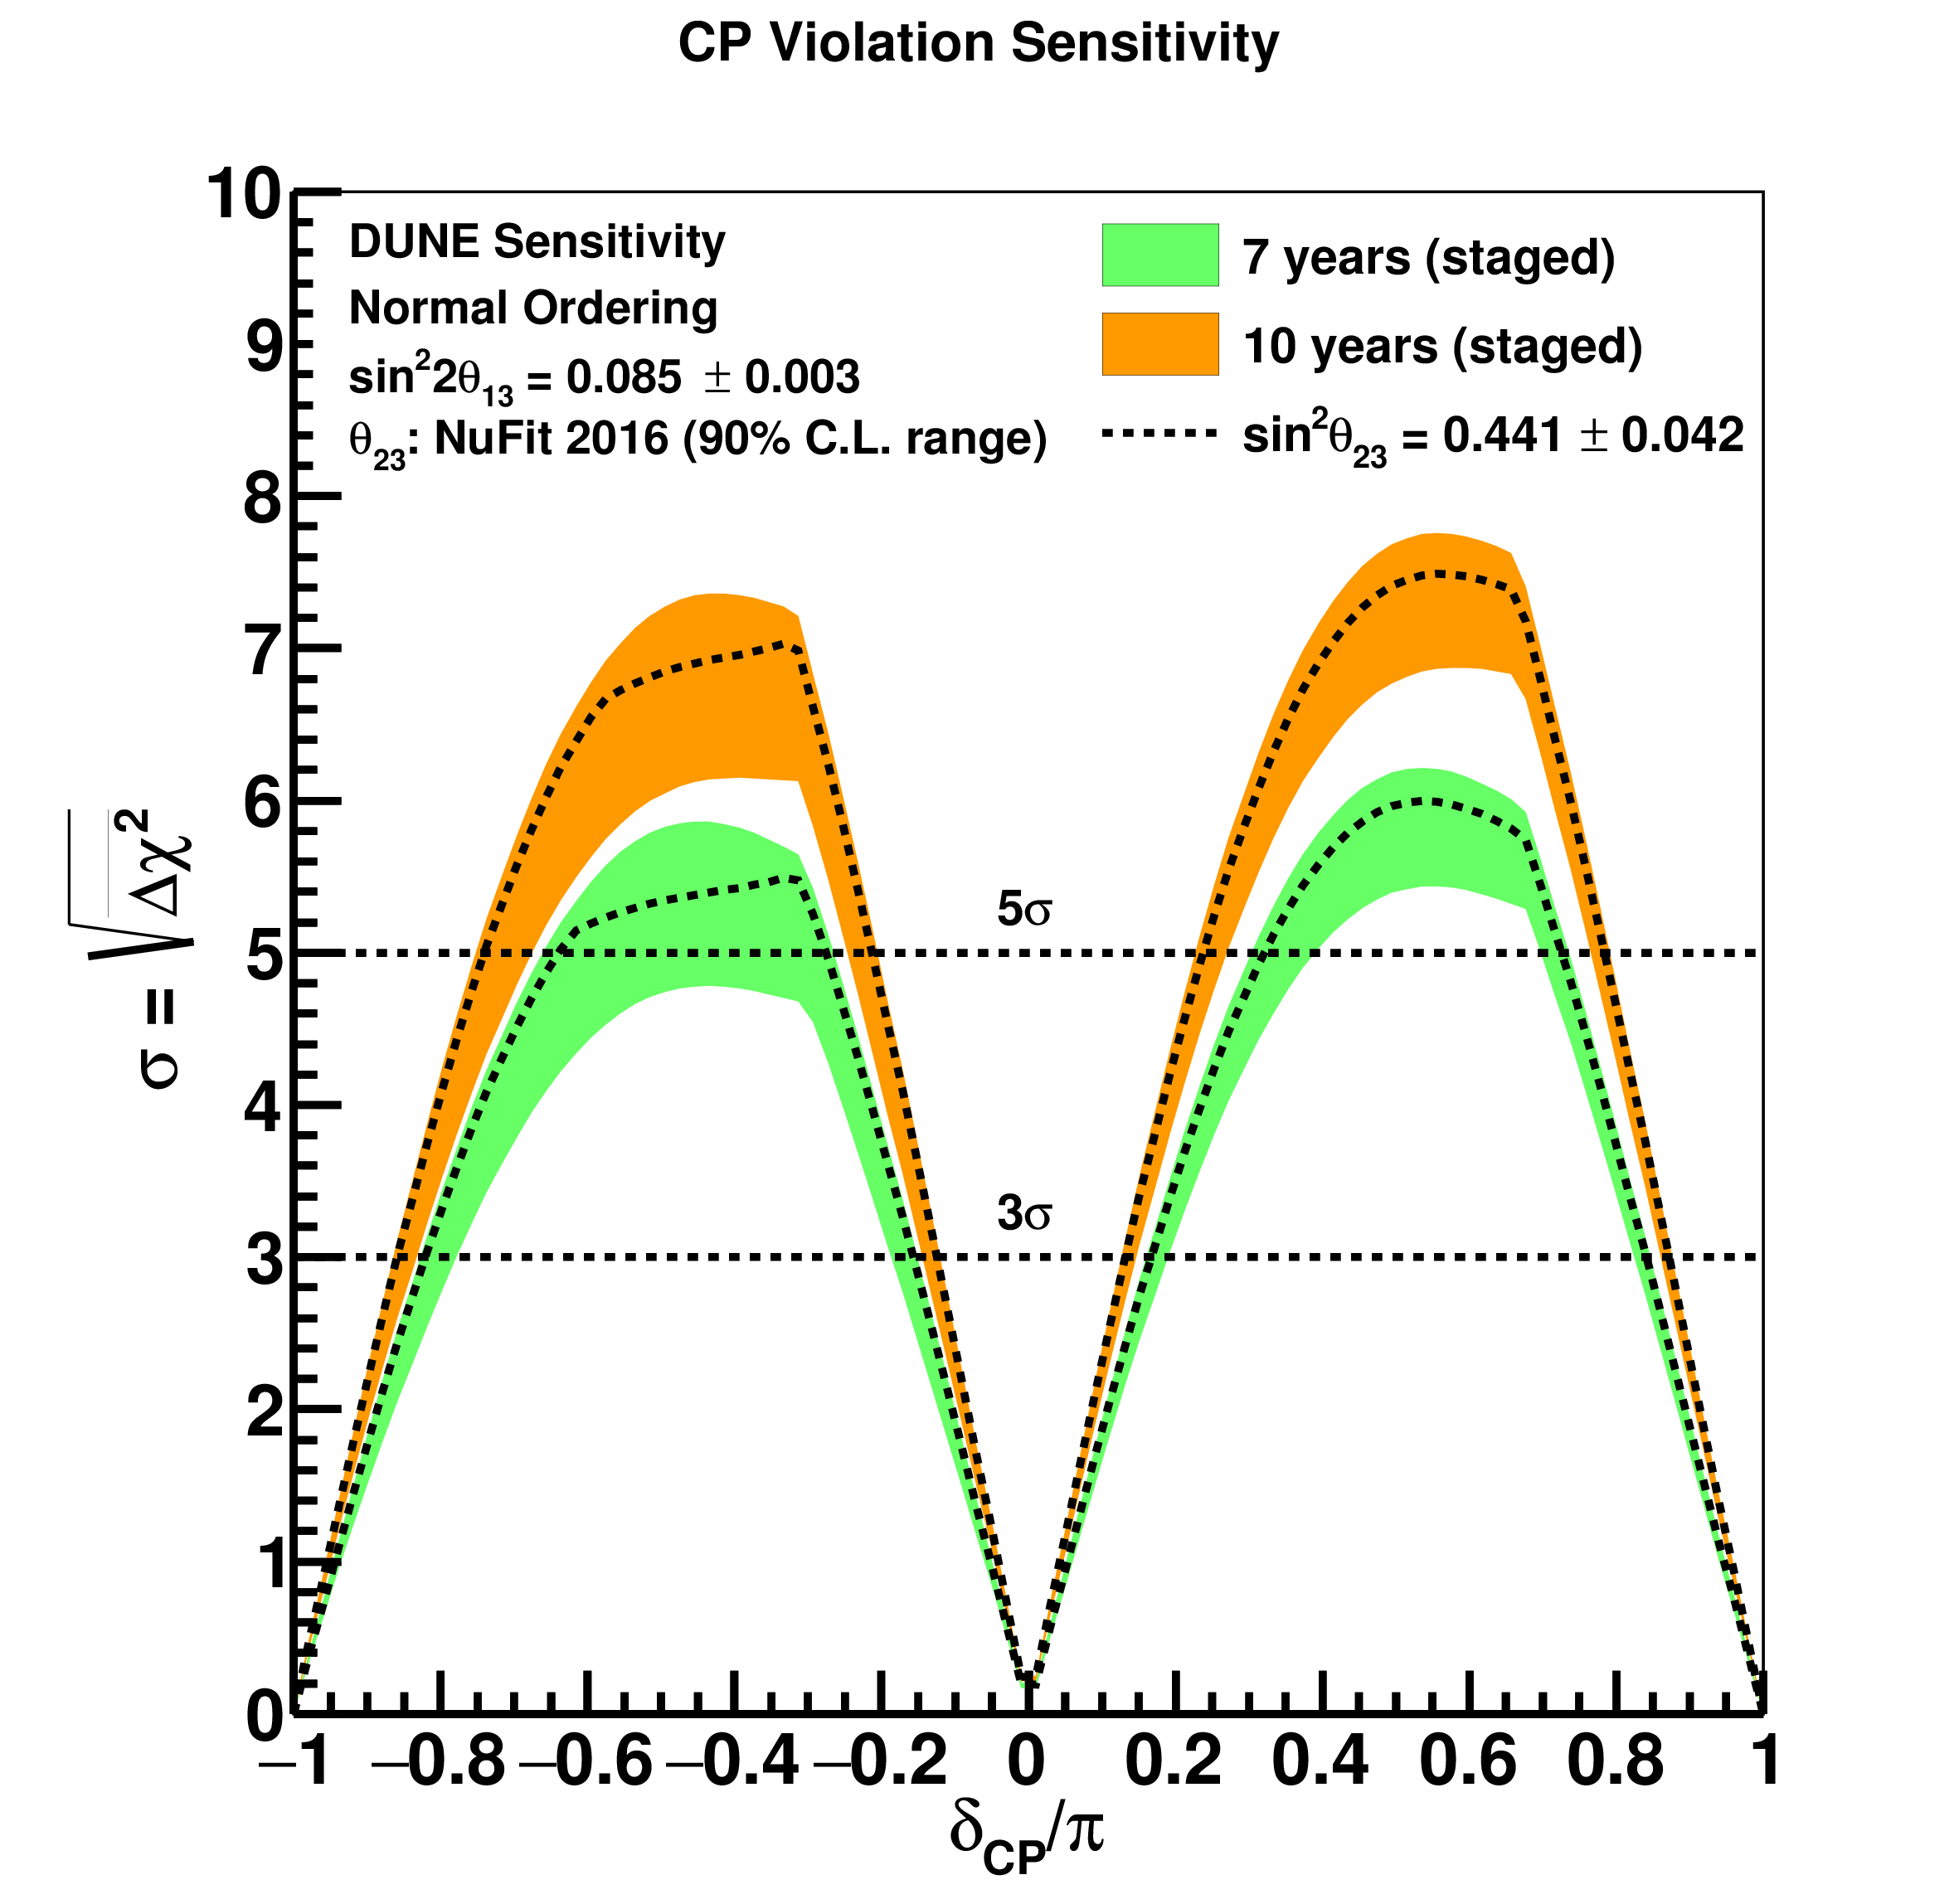 CP Violation Sensitivity
DUNE Sensitivity
Normal Ordering
sin²2θ₁₃ = 0.085 ± 0.003
θ₂₃: NuFit 2016 (90% C.L. range)
7 years (staged)
10 years (staged)
sin²θ₂₃ = 0.441 ± 0.042
σ = √Δχ²
10
9
8
7
6
5
4
3
2
1
0
5σ
3σ
−1 −0.8 −0.6 −0.4 −0.2 0 0.2 0.4 0.6 0.8 1
δ_CP/π